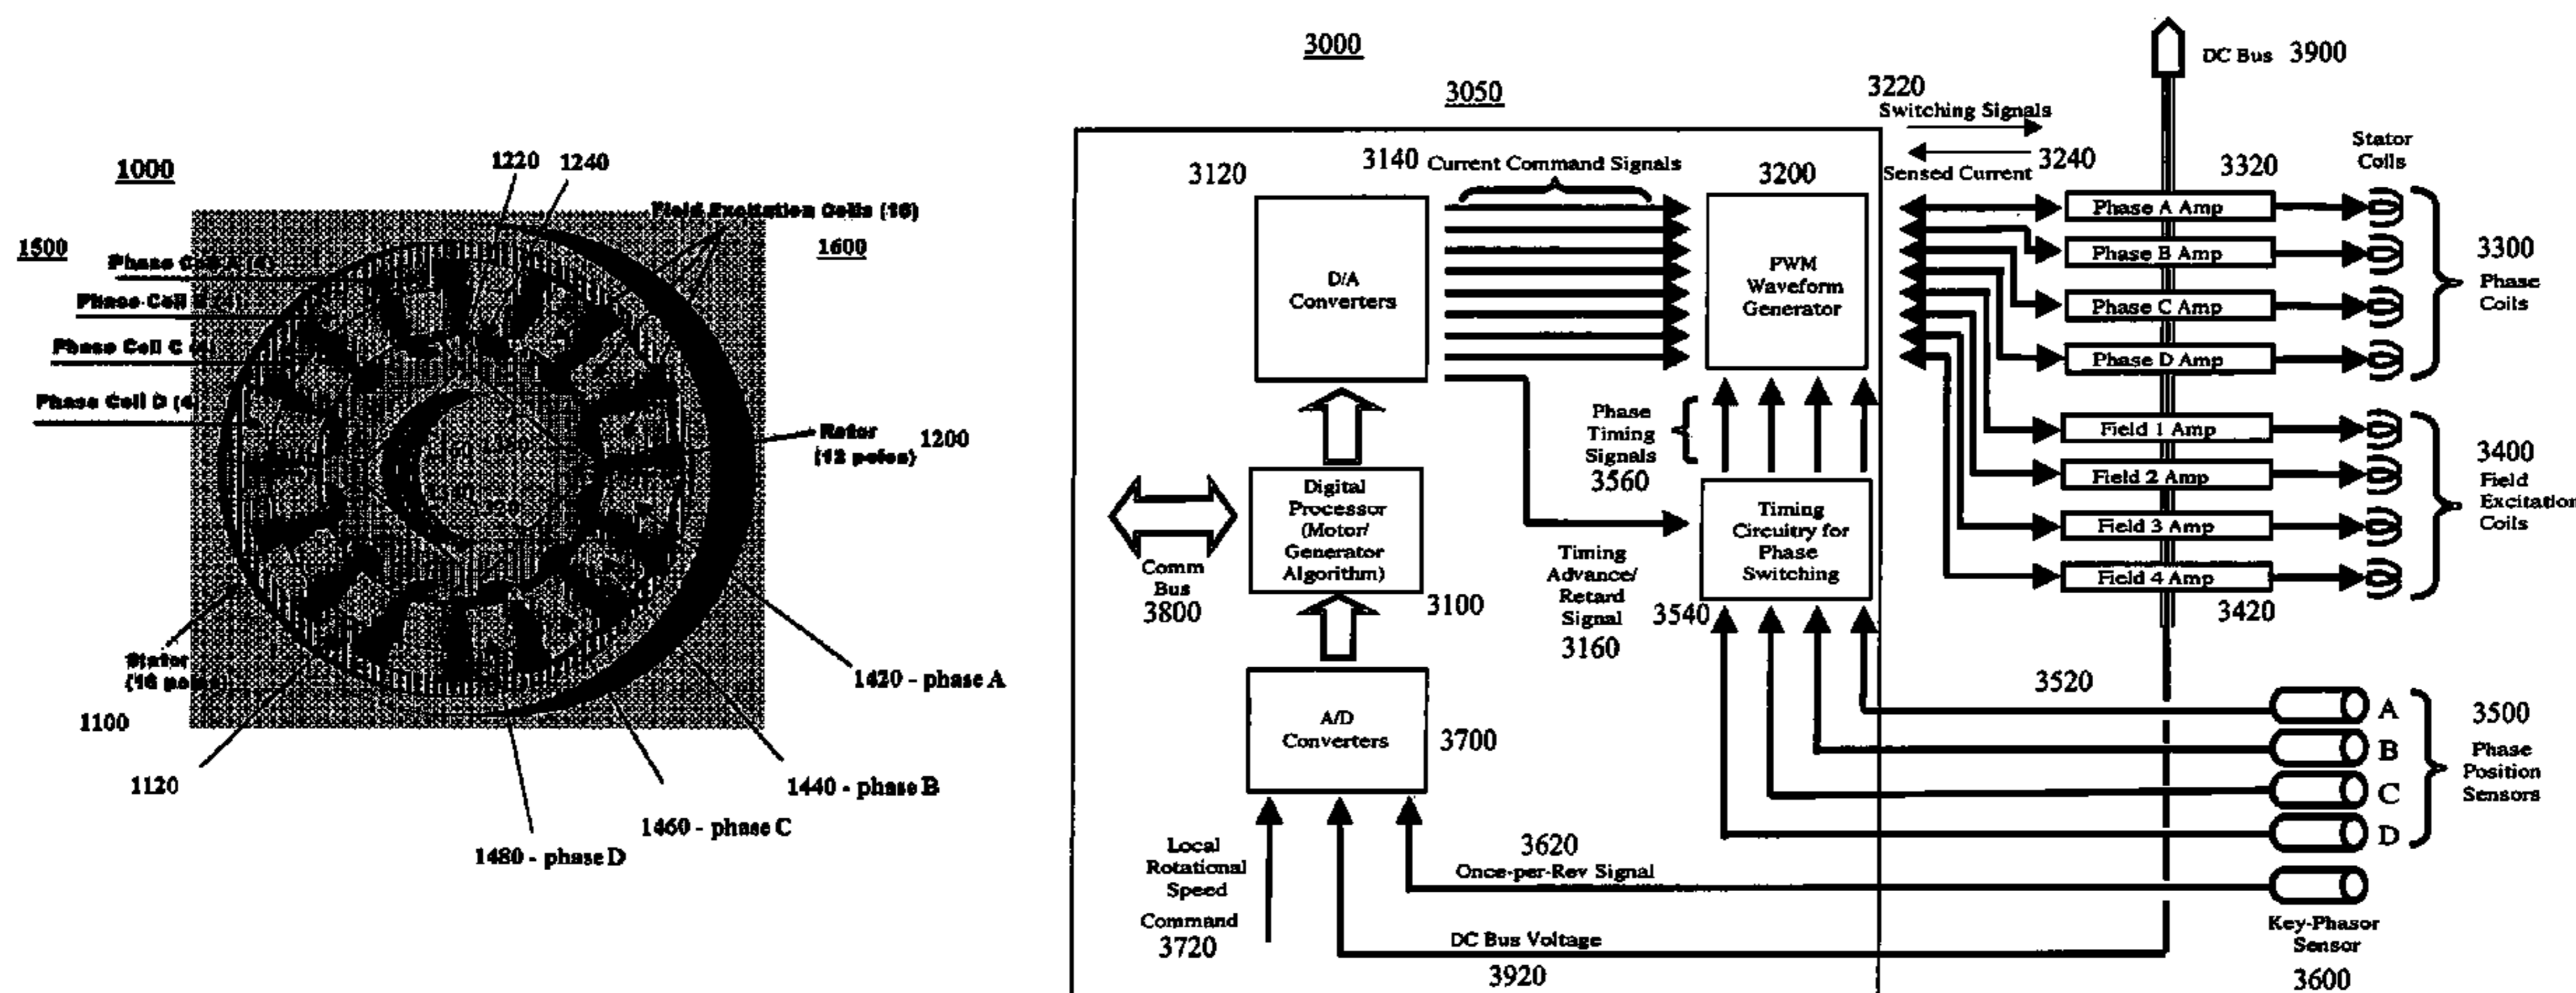 1000
1220 1240
Field Excitation Coils (16)
1500
1600
Phase Coil A (4)
Phase Coil B (4)
Phase Coil C (4)
Phase Coil D (4)
Rotor
(12 poles)
1200
Stator
(16 poles)
1100
1120
1420 - phase A
1440 - phase B
1460 - phase C
1480 - phase D
3000
3050
3120
3140 Current Command Signals
3200
3220
Switching Signals
3240
Sensed Current
DC Bus 3900
3320
Stator
Coils
D/A
Converters
PWM
Waveform
Generator
Phase A Amp
Phase B Amp
Phase C Amp
Phase D Amp
3300
Phase
Coils
Field 1 Amp
Field 2 Amp
Field 3 Amp
Field 4 Amp
3420
3400
Field
Excitation
Coils
Phase
Timing
Signals
3560
Digital
Processor
(Motor/
Generator
Algorithm)
3100
Comm
Bus
3800
Timing
Circuitry for
Phase
Switching
3540
Timing
Advance/
Retard
Signal
3160
A/D
Converters
3700
3520
A
B
C
D
3500
Phase
Position
Sensors
Local
Rotational
Speed
Command
3720
3620
Once-per-Rev Signal
DC Bus Voltage
3920
Key-Phasor
Sensor
3600